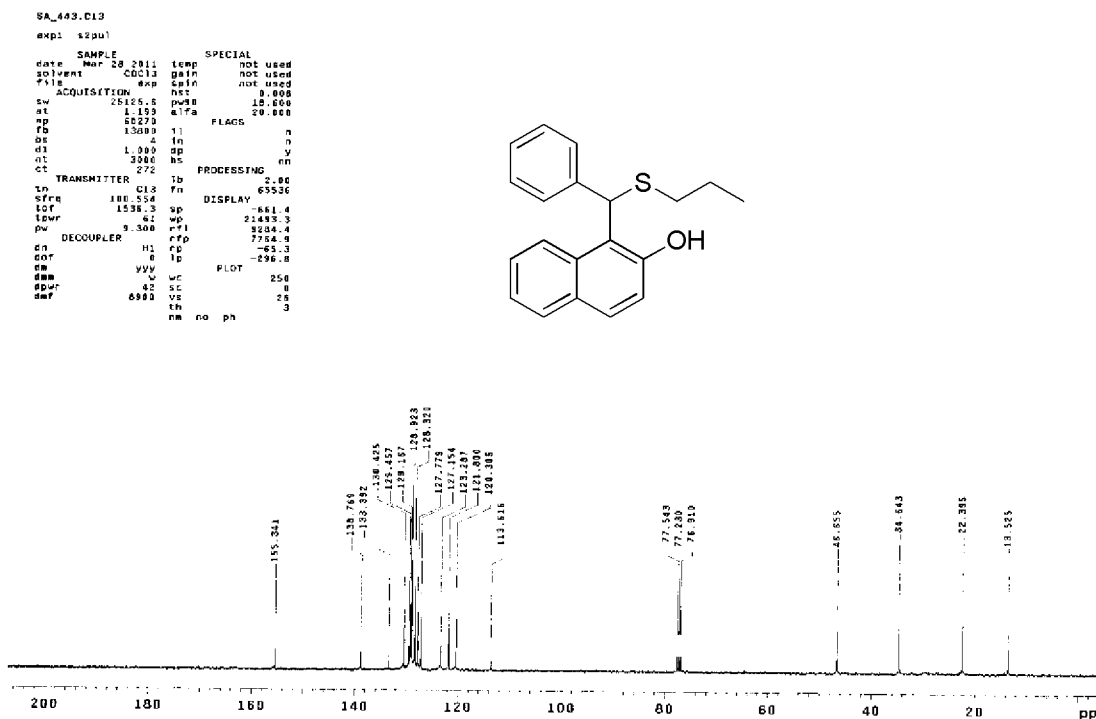 SA_443.C13
exp1 s2pul
SAMPLE
date Mar 28 2011
solvent CDCl3
file exp
ACQUISITION
sw 25125.6
at 1.199
np 60270
fb 13800
bs 4
d1 1.000
nt 3000
ct 272
TRANSMITTER
tn C13
sfrq 100.554
tof 1536.3
tpwr 61
pw 9.300
DECOUPLER
dn H1
dof 0
dm yyy
dmm w
dpwr 42
dmf 8900
SPECIAL
temp not used
gain not used
spin not used
hst 0.008
pw90 18.600
alfa 20.000
FLAGS
il n
in n
dp y
hs nn
PROCESSING
lb 2.00
fn 65536
DISPLAY
sp -661.4
wp 21493.3
rfl 9284.4
rfp 7764.9
rp -65.3
lp -296.8
PLOT
wc 250
sc 0
vs 26
th 3
nm no ph
S
OH
155.341
138.760
133.392
130.425
129.457
129.167
128.923
128.320
127.779
127.154
123.287
121.800
120.305
113.616
77.543
77.230
76.910
46.655
34.643
22.395
13.525
200 180 160 140 120 100 80 60 40 20 pp